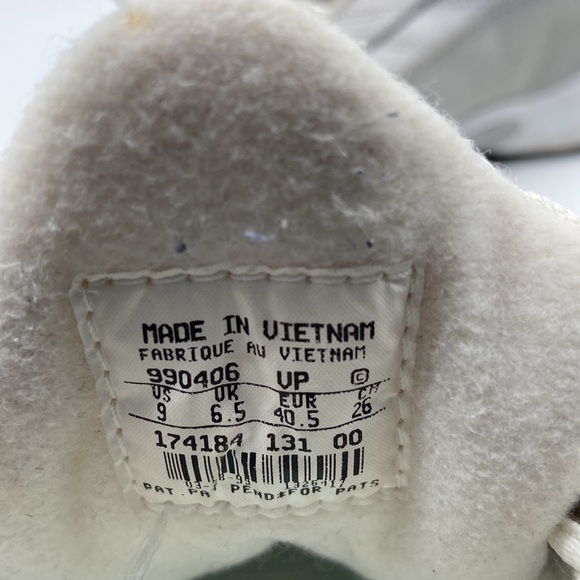 MADE IN VIETNAM
FABRIQUE AU VIETNAM
990406 VP ©
US UK EUR CM
9 6.5 40.5 26
174184 131 00
PAT. PEND*FOR PATS